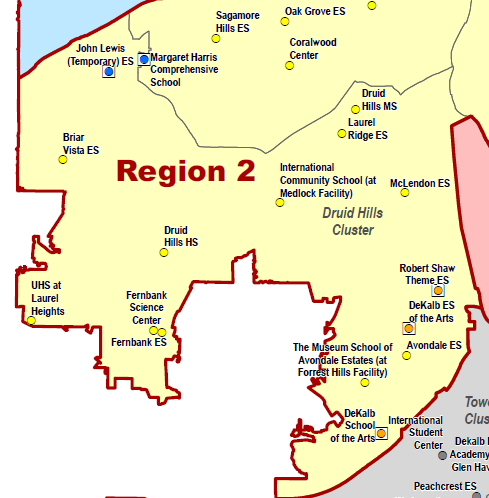 Sagamore
Hills ES
Oak Grove ES
John Lewis
(Temporary) ES
Margaret Harris
Comprehensive
School
Coralwood
Center
Druid
Hills MS
Laurel
Ridge ES
Briar
Vista ES
Region 2
International
Community School (at
Medlock Facility)
McLendon ES
Druid Hills
Cluster
Druid
Hills HS
Robert Shaw
Theme ES
UHS at
Laurel
Heights
Fernbank
Science
Center
Fernbank ES
DeKalb ES
of the Arts
The Museum School of
Avondale Estates (at
Forrest Hills Facility)
Avondale ES
DeKalb
School
of the Arts
International
Student
Center
Dekalb
Academy
Glen Hav
Peachcrest ES